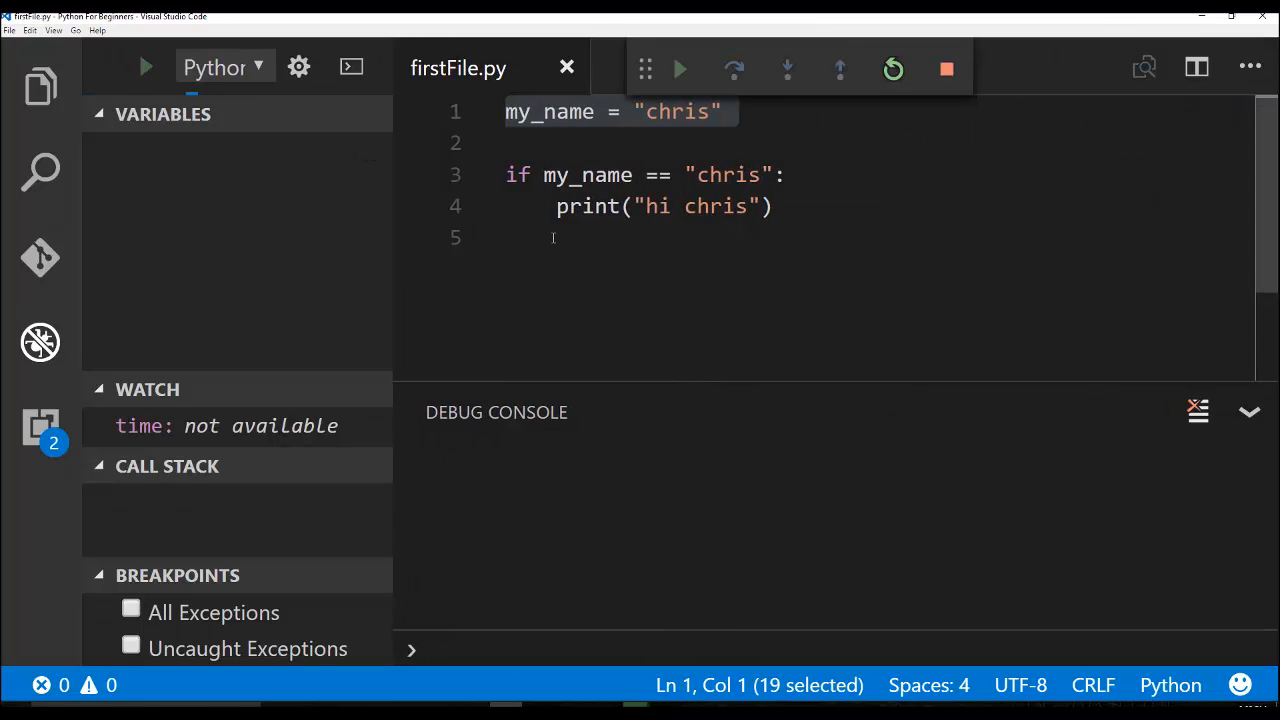 firstFile.py - Python For Beginners - Visual Studio Code
File Edit View Go Help
Python
firstFile.py
VARIABLES
1 my_name = "chris"
2
3 if my_name == "chris":
4 print("hi chris")
5
WATCH
time: not available
CALL STACK
BREAKPOINTS
All Exceptions
Uncaught Exceptions
2
DEBUG CONSOLE
0 0
Ln 1, Col 1 (19 selected) Spaces: 4 UTF-8 CRLF Python